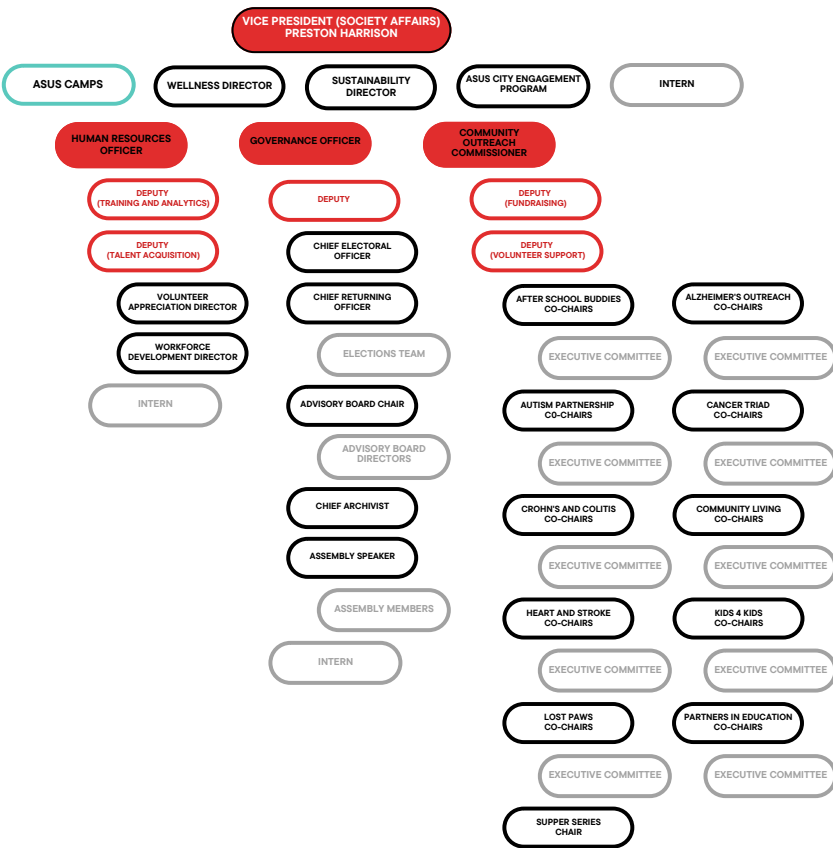 VICE PRESIDENT (SOCIETY AFFAIRS)
PRESTON HARRISON
ASUS CAMPS
WELLNESS DIRECTOR
SUSTAINABILITY
DIRECTOR
ASUS CITY ENGAGEMENT
PROGRAM
INTERN
HUMAN RESOURCES
OFFICER
DEPUTY
(TRAINING AND ANALYTICS)
DEPUTY
(TALENT ACQUISITION)
VOLUNTEER
APPRECIATION DIRECTOR
WORKFORCE
DEVELOPMENT DIRECTOR
INTERN
GOVERNANCE OFFICER
DEPUTY
CHIEF ELECTORAL
OFFICER
CHIEF RETURNING
OFFICER
ELECTIONS TEAM
ADVISORY BOARD CHAIR
ADVISORY BOARD
DIRECTORS
CHIEF ARCHIVIST
ASSEMBLY SPEAKER
ASSEMBLY MEMBERS
INTERN
COMMUNITY
OUTREACH
COMMISSIONER
DEPUTY
(FUNDRAISING)
DEPUTY
(VOLUNTEER SUPPORT)
AFTER SCHOOL BUDDIES
CO-CHAIRS
EXECUTIVE COMMITTEE
AUTISM PARTNERSHIP
CO-CHAIRS
EXECUTIVE COMMITTEE
CROHN'S AND COLITIS
CO-CHAIRS
EXECUTIVE COMMITTEE
HEART AND STROKE
CO-CHAIRS
EXECUTIVE COMMITTEE
LOST PAWS
CO-CHAIRS
EXECUTIVE COMMITTEE
SUPPER SERIES
CHAIR
ALZHEIMER'S OUTREACH
CO-CHAIRS
EXECUTIVE COMMITTEE
CANCER TRIAD
CO-CHAIRS
EXECUTIVE COMMITTEE
COMMUNITY LIVING
CO-CHAIRS
EXECUTIVE COMMITTEE
KIDS 4 KIDS
CO-CHAIRS
EXECUTIVE COMMITTEE
PARTNERS IN EDUCATION
CO-CHAIRS
EXECUTIVE COMMITTEE